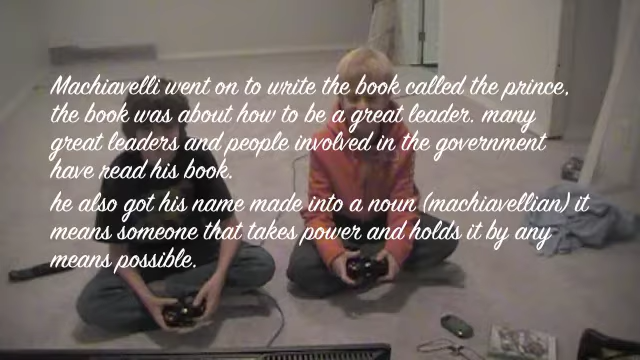 Machiavelli went on to write the book called the prince,
the book was about how to be a great leader. many
great leaders and people involved in the government
have read his book.
he also got his name made into a noun (machiavellian) it
means someone that takes power and holds it by any
means possible.